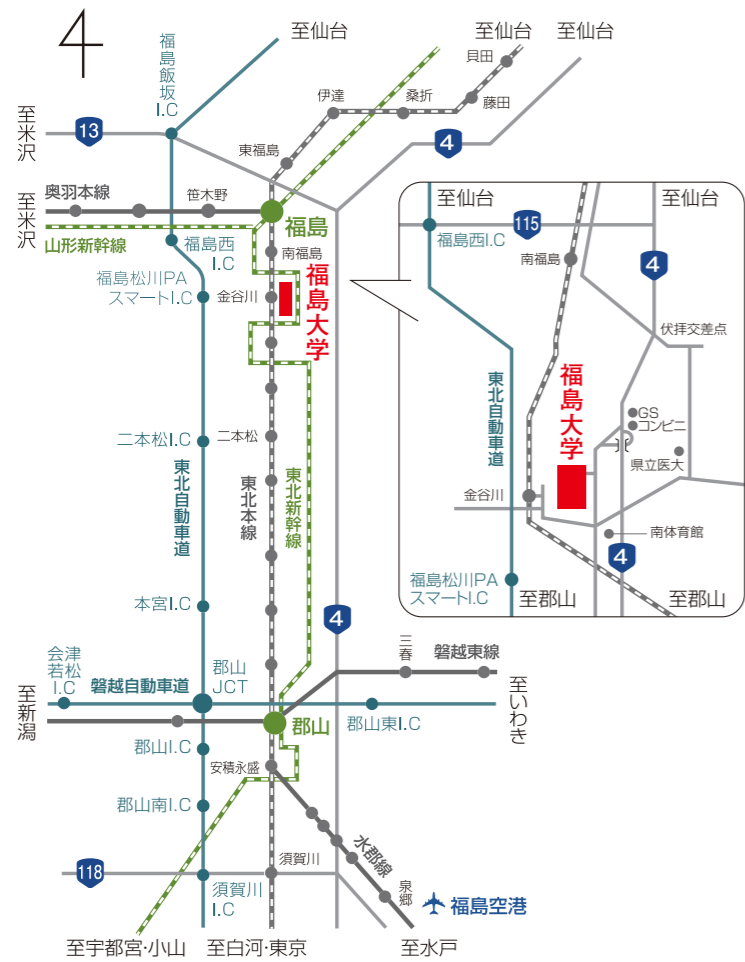 至仙台
至仙台
至仙台
福島飯坂
I.C
貝田
伊達
桑折
藤田
至米沢
13
4
東福島
奥羽本線
笹木野
至米沢
福島
山形新幹線
福島西
I.C
南福島
福島松川PA
スマートI.C
金谷川
福島大学
二本松I.C
二本松
東北自動車道
東北本線
東北新幹線
本宮I.C
4
会津
若松
I.C
磐越自動車道
郡山
JCT
三春
磐越東線
至新潟
郡山
郡山東I.C
至いわき
郡山I.C
安積永盛
郡山南I.C
水郡線
118
須賀川
須賀川
I.C
泉郷
福島空港
至宇都宮・小山
至白河・東京
至水戸
至仙台
至仙台
115
福島西I.C
南福島
4
伏拝交差点
東北自動車道
福島大学
GS
コンビニ
県立医大
金谷川
南体育館
4
福島松川PA
スマートI.C
至郡山
至郡山